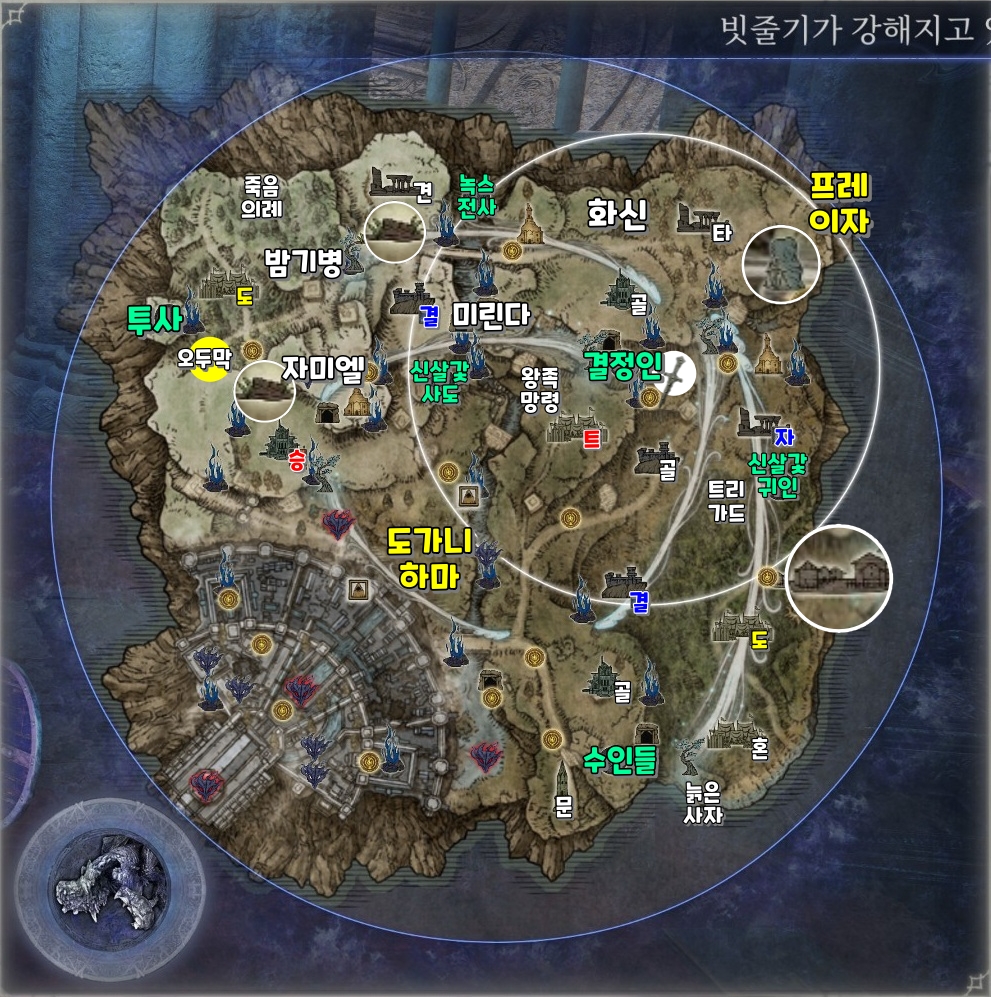 빗줄기가 강해지고
죽음
의례
견
녹스
전사
화신
타
프레
이자
밤기병
도
투사
결
미린다
골
오두막
자미엘
신살갗
사도
왕족
망령
결정인
트
승
골
자
신살갗
귀인
트리
가드
도가니
하마
결
도
골
수인들
혼
문
늙은
사자